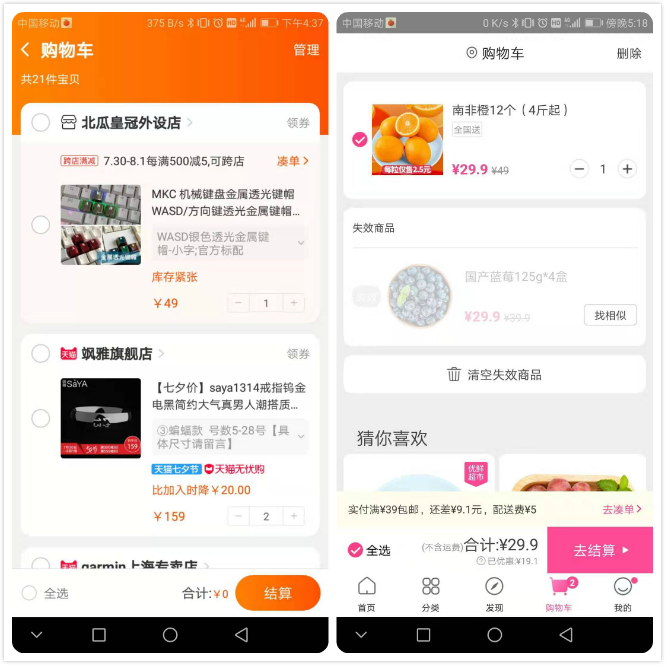 中国移动
375 B/s
HD
4G
下午4:37
购物车
管理
共21件宝贝
北瓜皇冠外设店
领券
跨店满减
7.30-8.1每满500减5,可跨店
凑单
MKC 机械键盘金属透光键帽
WASD/方向键透光金属键帽...
WASD银色透光金属键
帽-小字;官方标配
金属透光键帽
库存紧张
￥49
1
天猫
飒雅旗舰店
领券
SAYA
159
【七夕价】saya1314戒指钨金
电黑简约大气真男人潮搭质...
③蝙蝠款 号数5-28号【具
体尺寸请留言】
天猫七夕节
天猫无忧购
比加入时降￥20.00
￥159
2
天猫
garmin上海专卖店
全选
合计:￥0
结算
中国移动
0 K/s
HD
4G
傍晚5:18
购物车
删除
南非橙12个（4斤起）
全国送
每粒仅售2.5元
¥29.9
¥49
1
失效商品
国产蓝莓125g*4盒
¥29.9
¥39.9
找相似
清空失效商品
猜你喜欢
优鲜
超市
实付满¥39包邮，还差¥9.1元，配送费¥5
去凑单
全选
(不含运费)
合计:¥29.9
已优惠:¥19.1
去结算
首页
分类
发现
2
购物车
我的